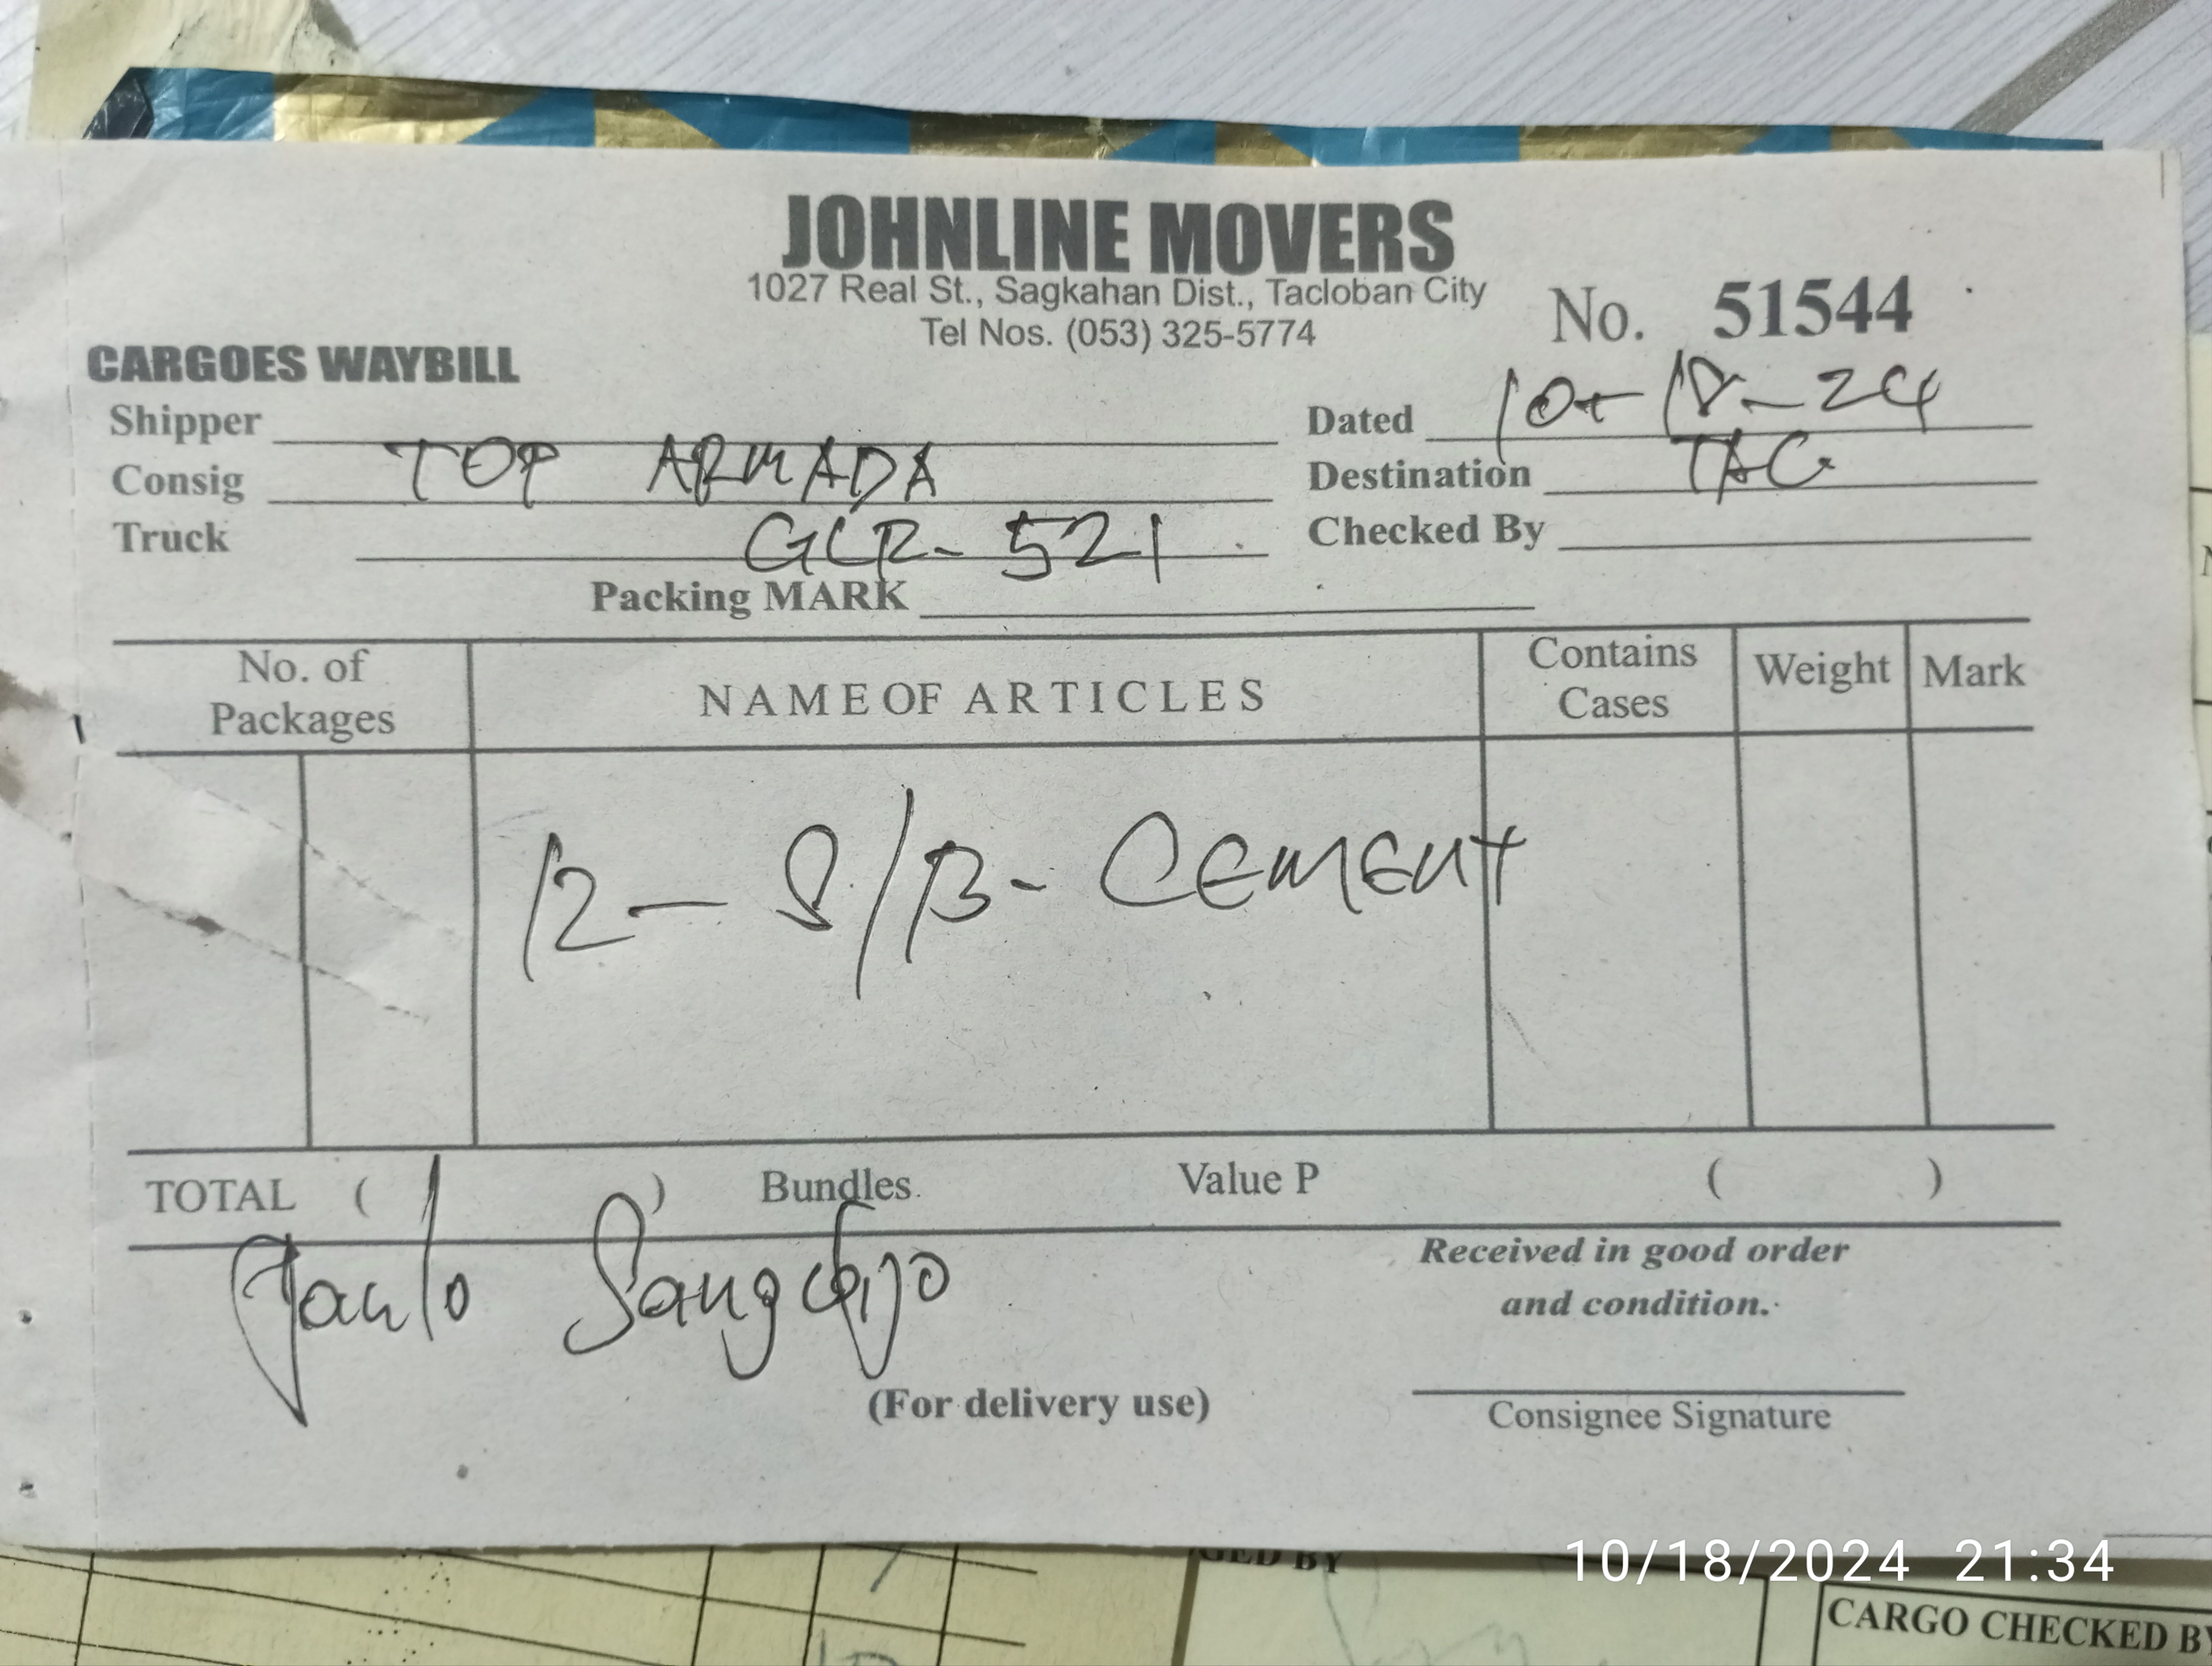 JOHNLINE MOVERS
1027 Real St., Sagkahan Dist., Tacloban City
Tel Nos. (053) 325-5774
No. 51544
CARGOES WAYBILL
Shipper
Dated 10-18-24
Consig TOP ARMADA
Destination TAC
Truck GCR-521
Checked By
Packing MARK
No. of Packages
NAME OF ARTICLES
Contains Cases
Weight
Mark
12- S/B- CEMENT
TOTAL ( ) Bundles. Value P ( )
Received in good order
and condition.
(For delivery use)
Consignee Signature
10/18/2024 21:34
GED BY
CARGO CHECKED BY